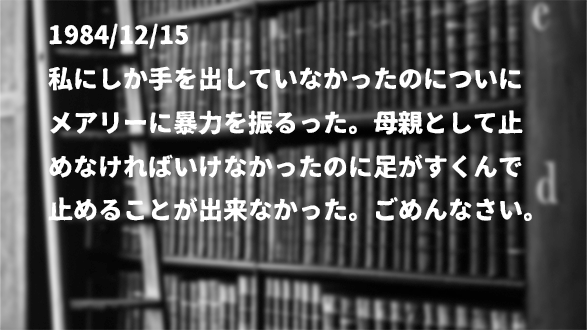 1984/12/15
私にしか手を出していなかったのについに
メアリーに暴力を振るった。母親として止
めなければいけなかったのに足がすくんで
止めることが出来なかった。ごめんなさい。
e
d